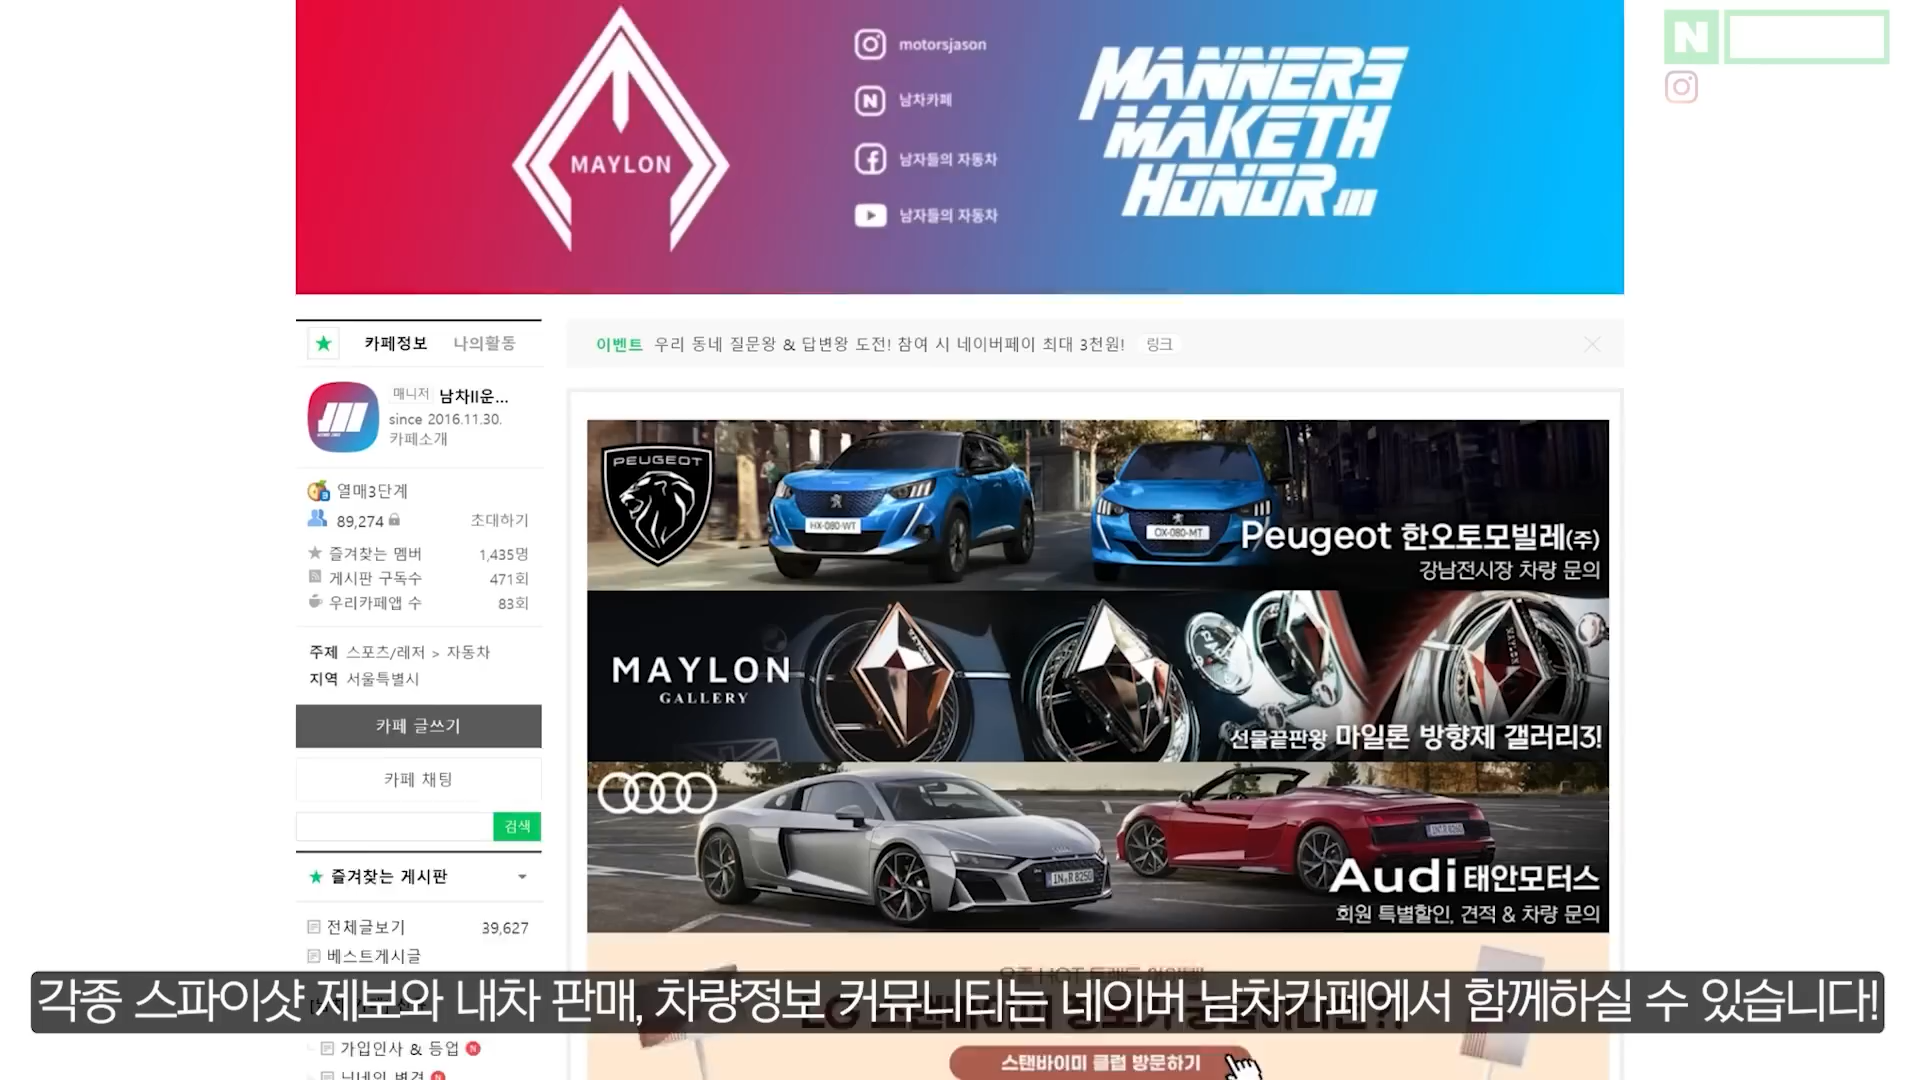 MAYLON
motorsjason
남차카페
남자들의 자동차
남자들의 자동차
MANNERS
MAKETH
HONOR
N
카페정보 나의활동
매니저 남차II운...
since 2016.11.30.
카페소개
열매3단계
89,274 초대하기
즐겨찾는 멤버 1,435명
게시판 구독수 471회
우리카페앱 수 83회
주제 스포츠/레저 > 자동차
지역 서울특별시
카페 글쓰기
카페 채팅
검색
즐겨찾는 게시판
전체글보기 39,627
베스트게시글
가입인사 & 등업 N
이벤트 우리 동네 질문왕 & 답변왕 도전! 참여 시 네이버페이 최대 3천원! 링크
PEUGEOT
HX-080-WT
OX-080-MT
Peugeot 한오토모빌레(주)
강남전시장 차량 문의
MAYLON
GALLERY
선물끝판왕 마일론 방향제 갤러리3!
IN R 8250
IN R 8260
Audi 태안모터스
회원 특별할인, 견적 & 차량 문의
각종 스파이샷 제보와 내차 판매, 차량정보 커뮤니티는 네이버 남차카페에서 함께하실 수 있습니다!
스탠바이미 클럽 방문하기